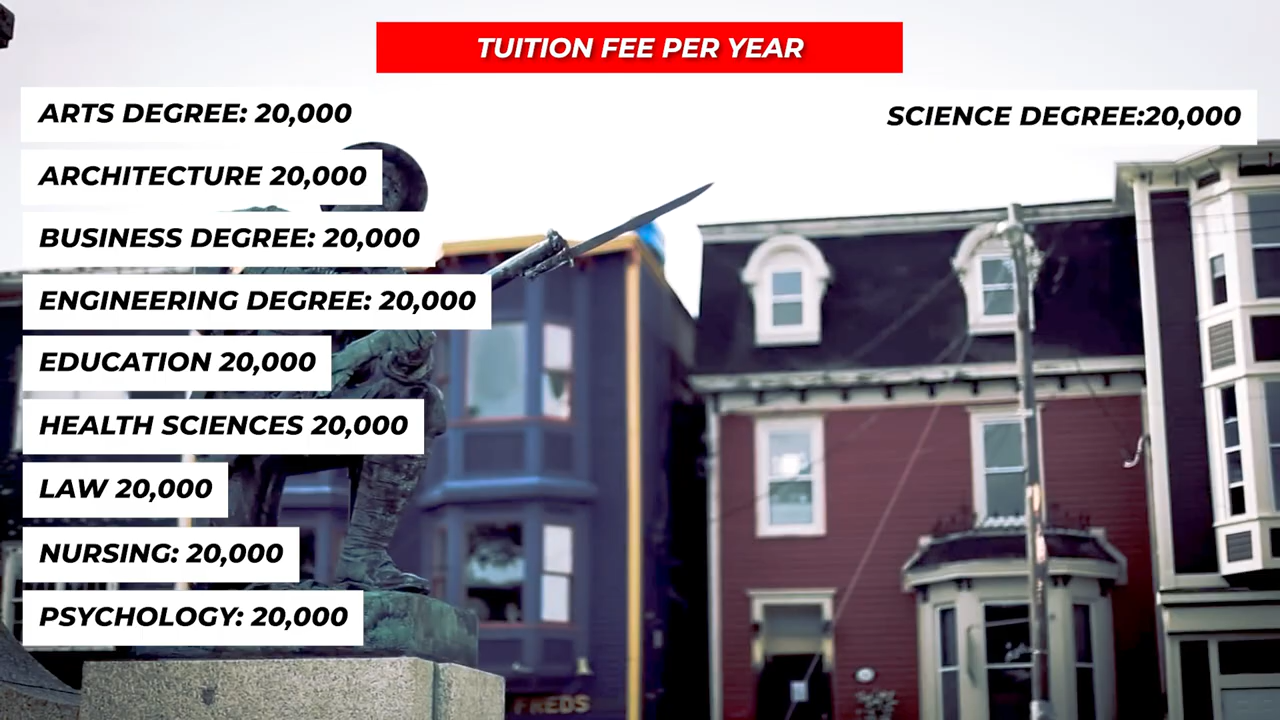 TUITION FEE PER YEAR
ARTS DEGREE: 20,000
SCIENCE DEGREE:20,000
ARCHITECTURE 20,000
BUSINESS DEGREE: 20,000
ENGINEERING DEGREE: 20,000
EDUCATION 20,000
HEALTH SCIENCES 20,000
LAW 20,000
NURSING: 20,000
PSYCHOLOGY: 20,000
FREDS